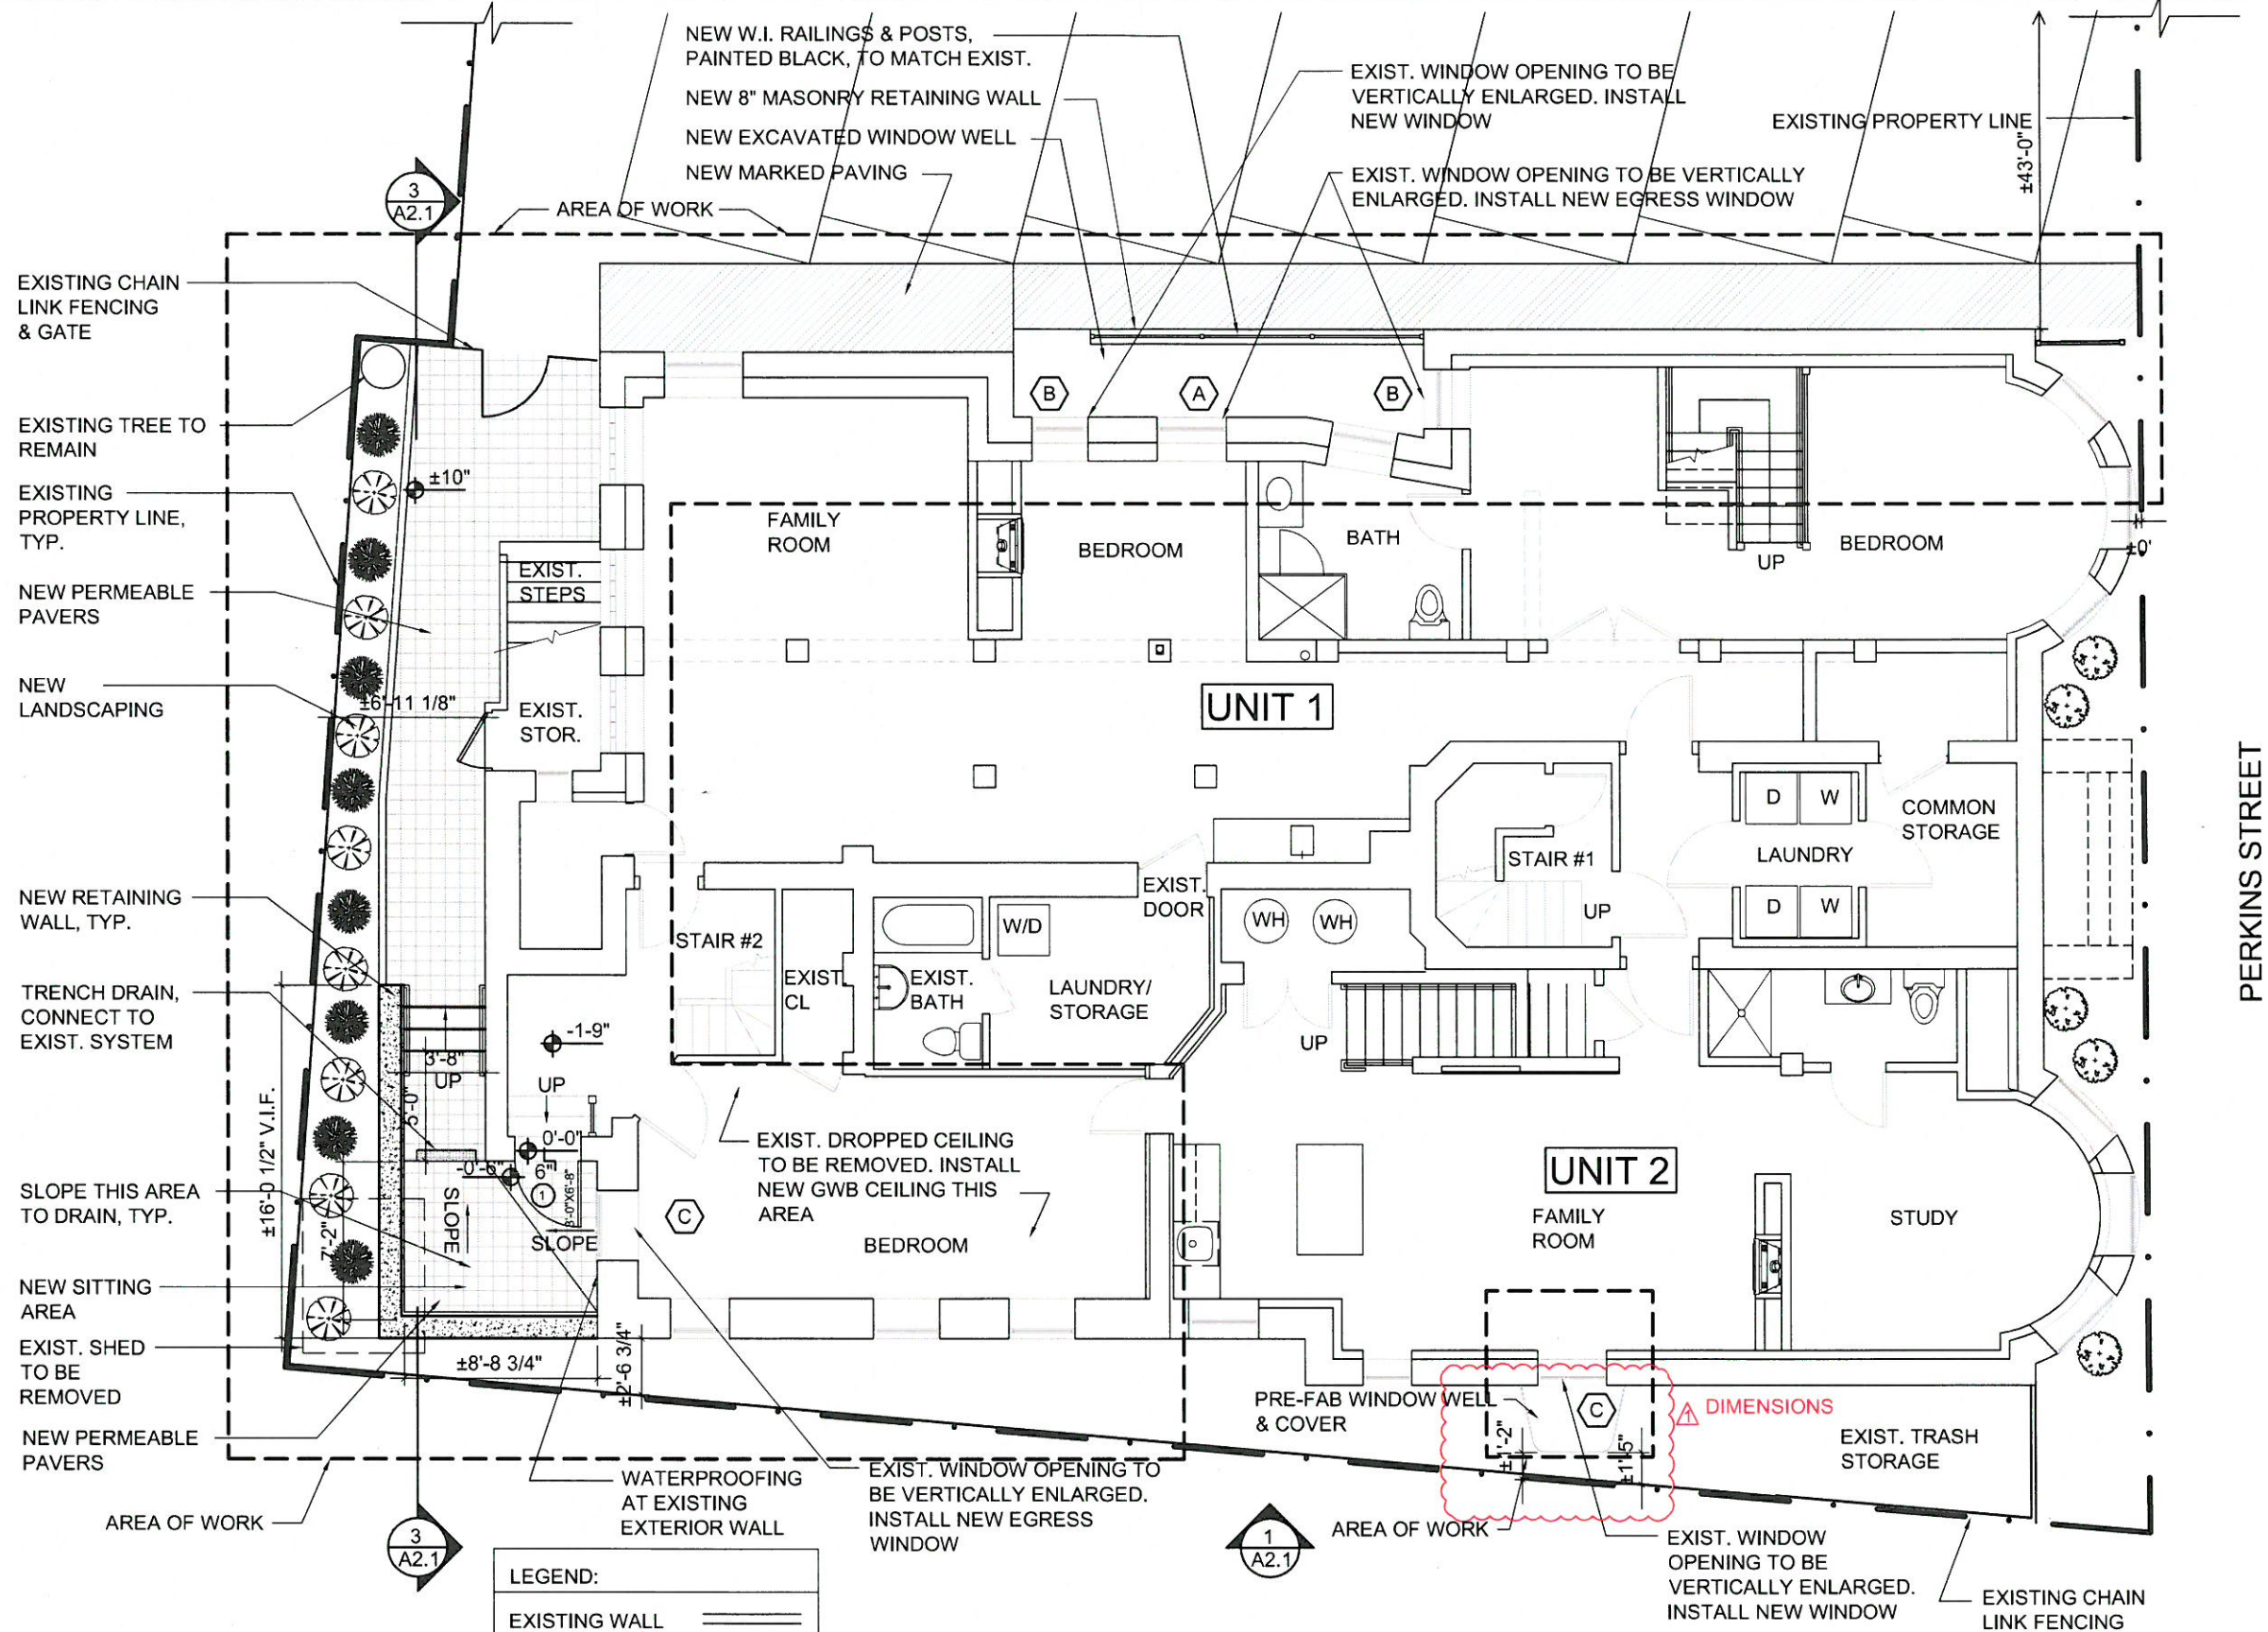 NEW W.I. RAILINGS & POSTS,
PAINTED BLACK, TO MATCH EXIST.
NEW 8" MASONRY RETAINING WALL
NEW EXCAVATED WINDOW WELL
NEW MARKED PAVING
EXIST. WINDOW OPENING TO BE
VERTICALLY ENLARGED. INSTALL
NEW WINDOW
EXISTING PROPERTY LINE
±43'-0"
EXIST. WINDOW OPENING TO BE VERTICALLY
ENLARGED. INSTALL NEW EGRESS WINDOW
3
A2.1
AREA OF WORK
EXISTING CHAIN
LINK FENCING
& GATE
EXISTING TREE TO
REMAIN
EXISTING
PROPERTY LINE,
TYP.
NEW PERMEABLE
PAVERS
NEW
LANDSCAPING
NEW RETAINING
WALL, TYP.
TRENCH DRAIN,
CONNECT TO
EXIST. SYSTEM
SLOPE THIS AREA
TO DRAIN, TYP.
NEW SITTING
AREA
EXIST. SHED
TO BE
REMOVED
NEW PERMEABLE
PAVERS
AREA OF WORK
B
A
B
±10"
FAMILY
ROOM
BEDROOM
BATH
UP
BEDROOM
±0'
EXIST.
STEPS
±6'-11 1/8"
EXIST.
STOR.
UNIT 1
D
W
COMMON
STORAGE
LAUNDRY
D
W
STAIR #1
UP
EXIST.
DOOR
WH
WH
W/D
STAIR #2
EXIST.
CL
EXIST.
BATH
LAUNDRY/
STORAGE
UP
-1-9"
UP
3'-8"
UP
5'-0"
±16'-0 1/2" V.I.F.
0'-0"
-0'-6"
6"
1
3'-0"X6'-8"
SLOPE
SLOPE
7'-2"
C
EXIST. DROPPED CEILING
TO BE REMOVED. INSTALL
NEW GWB CEILING THIS
AREA
BEDROOM
UNIT 2
FAMILY
ROOM
STUDY
PERKINS STREET
±8'-8 3/4"
±2'-6 3/4"
PRE-FAB WINDOW WELL
& COVER
C
1
DIMENSIONS
±1'-2"
±1'5"
EXIST. TRASH
STORAGE
WATERPROOFING
AT EXISTING
EXTERIOR WALL
EXIST. WINDOW OPENING TO
BE VERTICALLY ENLARGED.
INSTALL NEW EGRESS
WINDOW
3
A2.1
1
A2.1
AREA OF WORK
EXIST. WINDOW
OPENING TO BE
VERTICALLY ENLARGED.
INSTALL NEW WINDOW
EXISTING CHAIN
LINK FENCING
LEGEND:
EXISTING WALL